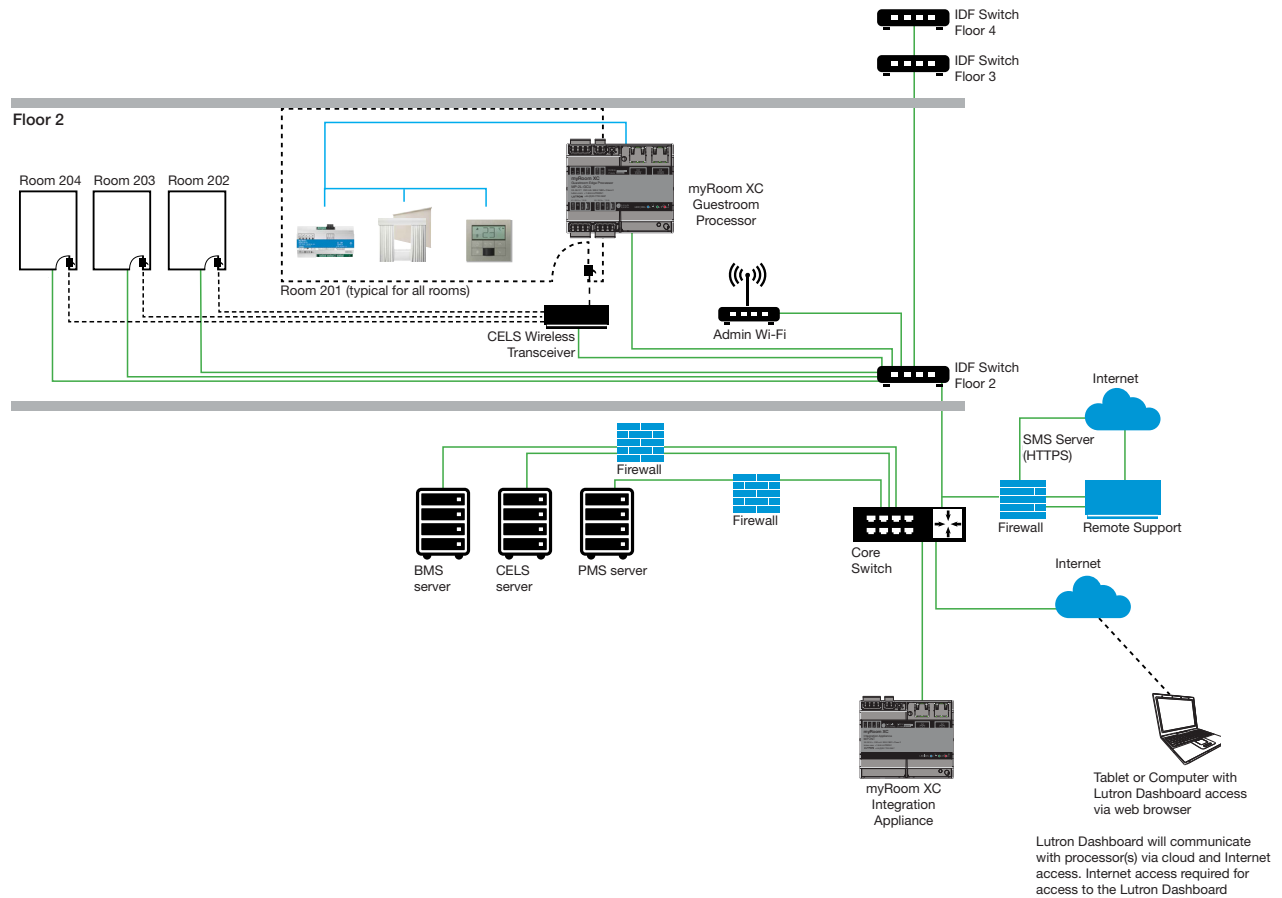 IDF Switch
Floor 4
IDF Switch
Floor 3
Floor 2
Room 204
Room 203
Room 202
myRoom XC
myRoom XC
Guestroom
Processor
Room 201 (typical for all rooms)
CELS Wireless
Transceiver
Admin Wi-Fi
IDF Switch
Floor 2
Internet
SMS Server
(HTTPS)
Firewall
Firewall
Firewall
Remote Support
BMS
server
CELS
server
PMS server
Core
Switch
Internet
myRoom XC
myRoom XC
Integration
Appliance
Tablet or Computer with
Lutron Dashboard access
via web browser
Lutron Dashboard will communicate
with processor(s) via cloud and Internet
access. Internet access required for
access to the Lutron Dashboard